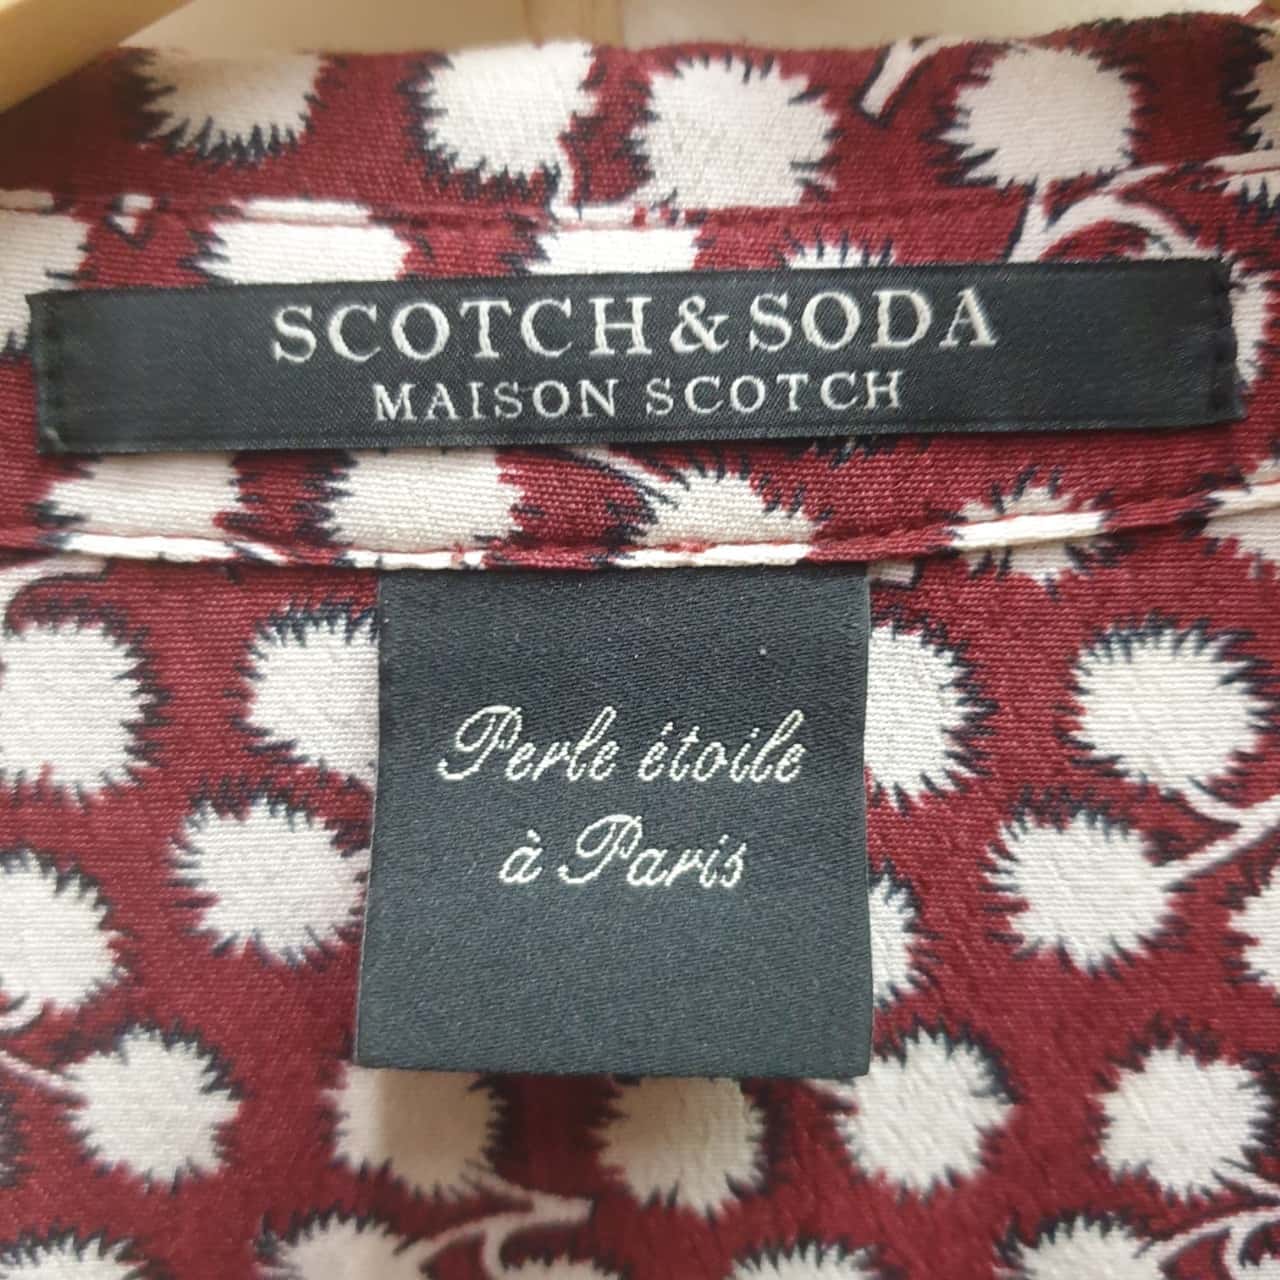 SCOTCH & SODA
MAISON SCOTCH
Perle étoile
à Paris